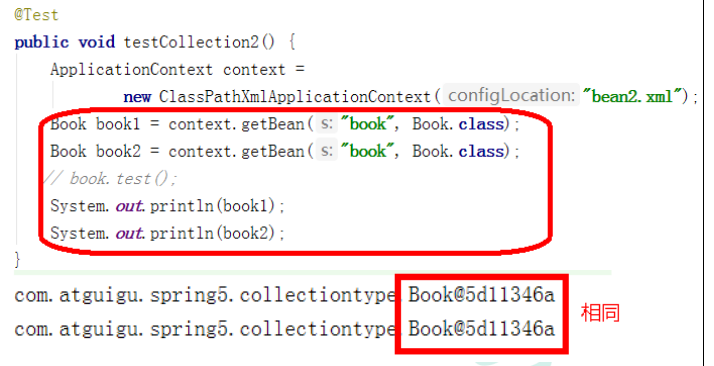 @Test
public void testCollection2() {
ApplicationContext context =
new ClassPathXmlApplicationContext( configLocation: "bean2.xml");
Book book1 = context.getBean( s: "book", Book.class);
Book book2 = context.getBean( s: "book", Book.class);
// book.test();
System.out.println(book1);
System.out.println(book2);
}
com.atguigu.spring5.collectiontype.Book@5d11346a 相同
com.atguigu.spring5.collectiontype.Book@5d11346a